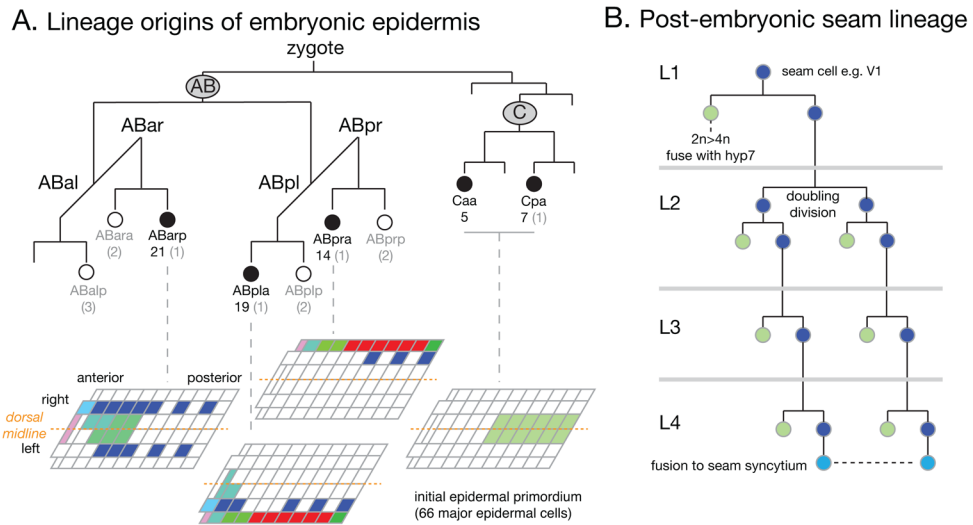 A. Lineage origins of embryonic epidermis
zygote
AB
C
ABar
ABpr
ABal
ABpl
ABara
(2)
ABarp
21 (1)
ABpra
14 (1)
ABprp
(2)
Caa
5
Cpa
7 (1)
ABalp
(3)
ABpla
19 (1)
ABplp
(2)
anterior
posterior
right
dorsal
midline
left
initial epidermal primordium
(66 major epidermal cells)
B. Post-embryonic seam lineage
L1
seam cell e.g. V1
2n>4n
fuse with hyp7
L2
doubling
division
L3
L4
fusion to seam syncytium